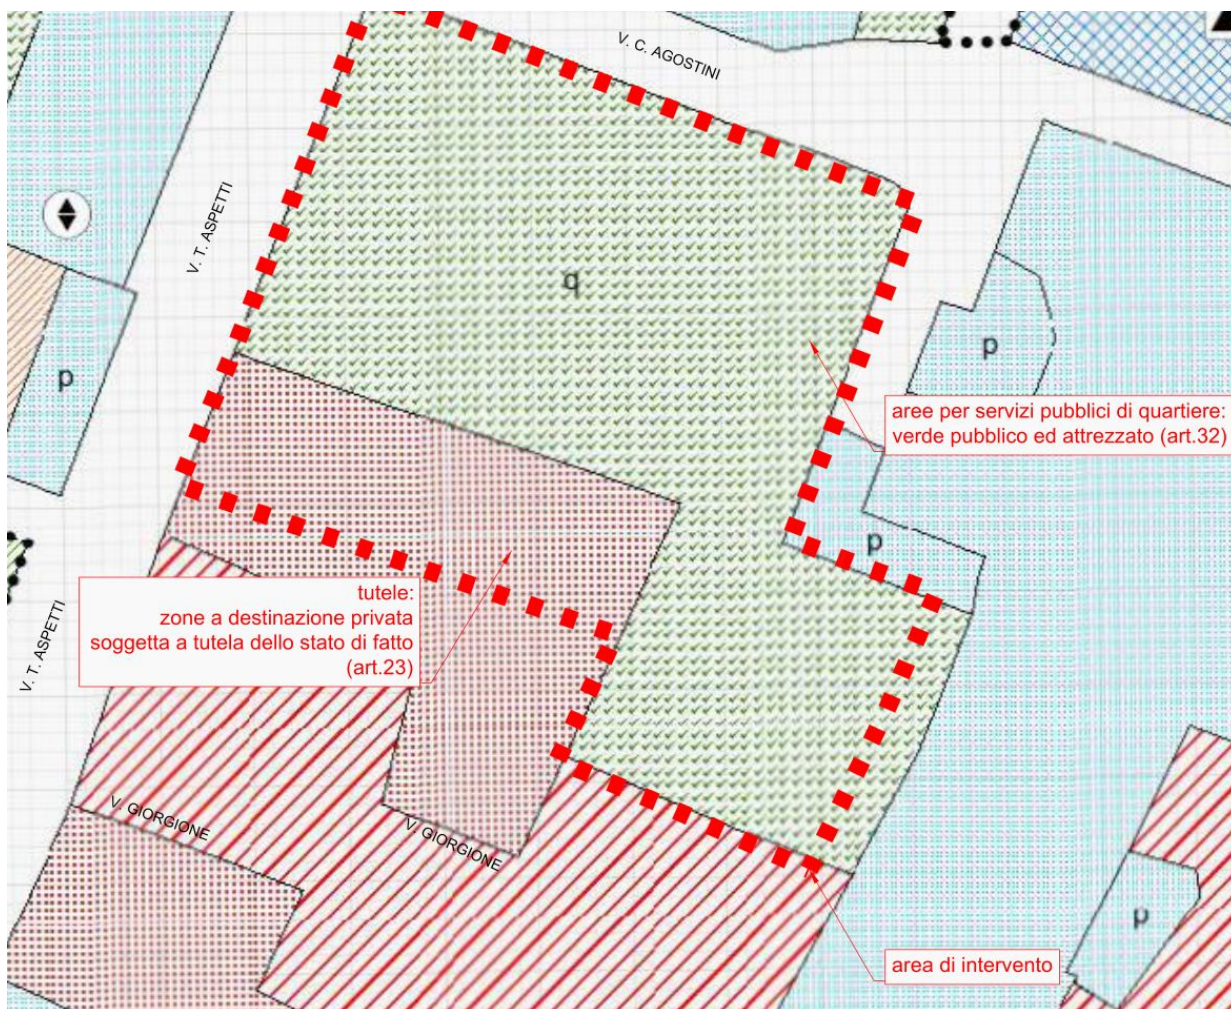 V. C. AGOSTINI
V. T. ASPETTI
q
p
p
aree per servizi pubblici di quartiere:
verde pubblico ed attrezzato (art.32)
p
tutele:
zone a destinazione privata
soggetta a tutela dello stato di fatto
(art.23)
V. T. ASPETTI
V. GIORGIONE
V. GIORGIONE
p
area di intervento